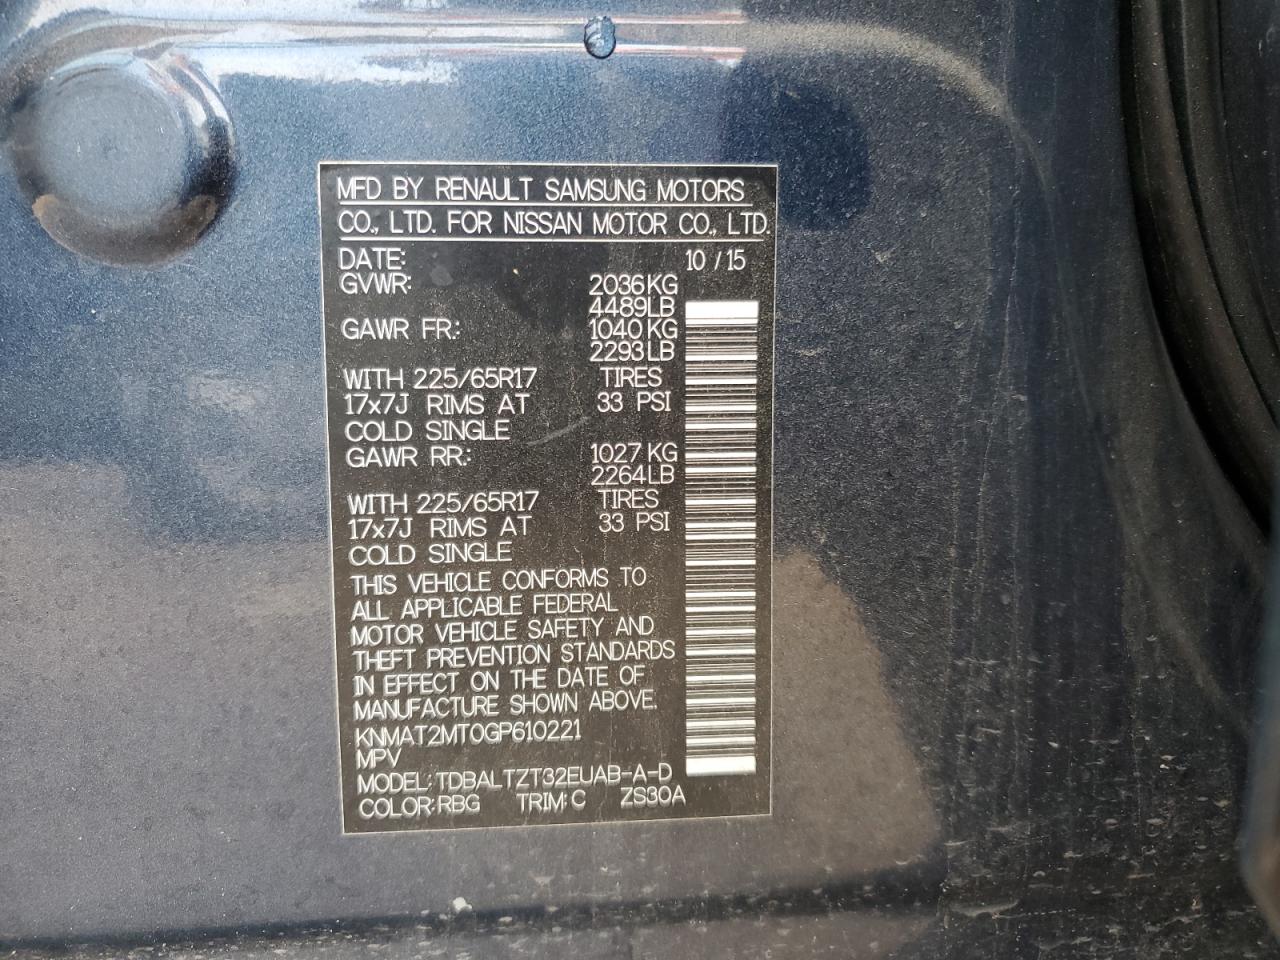 MFD BY RENAULT SAMSUNG MOTORS
CO., LTD. FOR NISSAN MOTOR CO., LTD.
DATE: 10 / 15
GVWR: 2036KG
4489LB
GAWR FR.: 1040KG
2293LB
WITH 225/65R17 TIRES
17x7J RIMS AT 33 PSI
COLD SINGLE
GAWR RR.: 1027KG
2264LB
WITH 225/65R17 TIRES
17x7J RIMS AT 33 PSI
COLD SINGLE
THIS VEHICLE CONFORMS TO
ALL APPLICABLE FEDERAL
MOTOR VEHICLE SAFETY AND
THEFT PREVENTION STANDARDS
IN EFFECT ON THE DATE OF
MANUFACTURE SHOWN ABOVE.
KNMAT2MT0GP610221
MPV
MODEL: TDBALTZT32EUAB-A-D
COLOR:RBG TRIM: C ZS30A